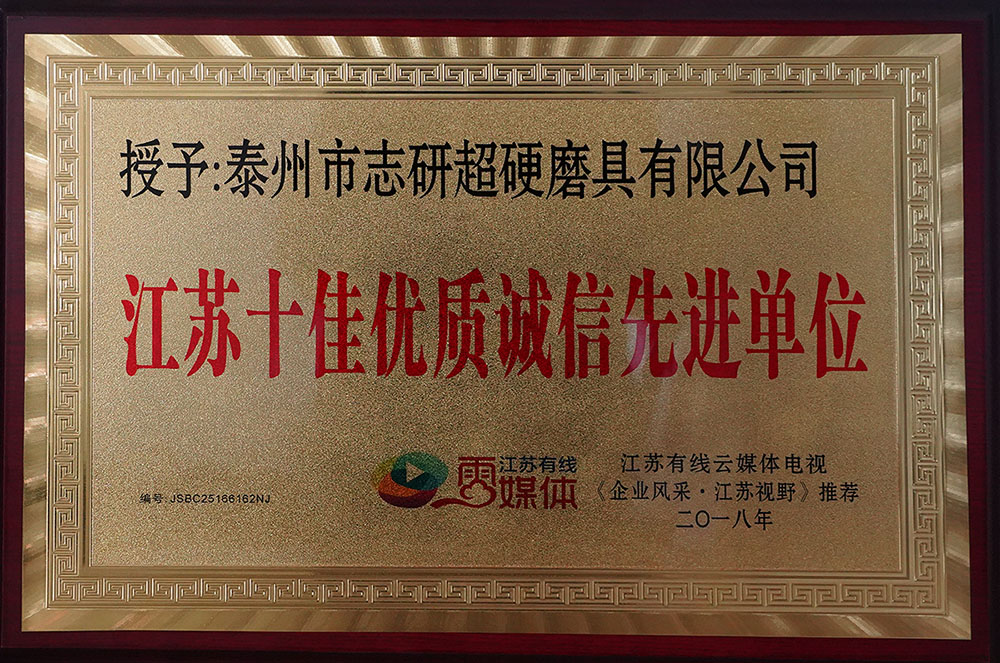 授予:泰州市志研超硬磨具有限公司
江苏十佳优质诚信先进单位
编号: JSBC25166162NJ
江苏有线
云媒体
江苏有线云媒体电视
《企业风采·江苏视野》推荐
二〇一八年